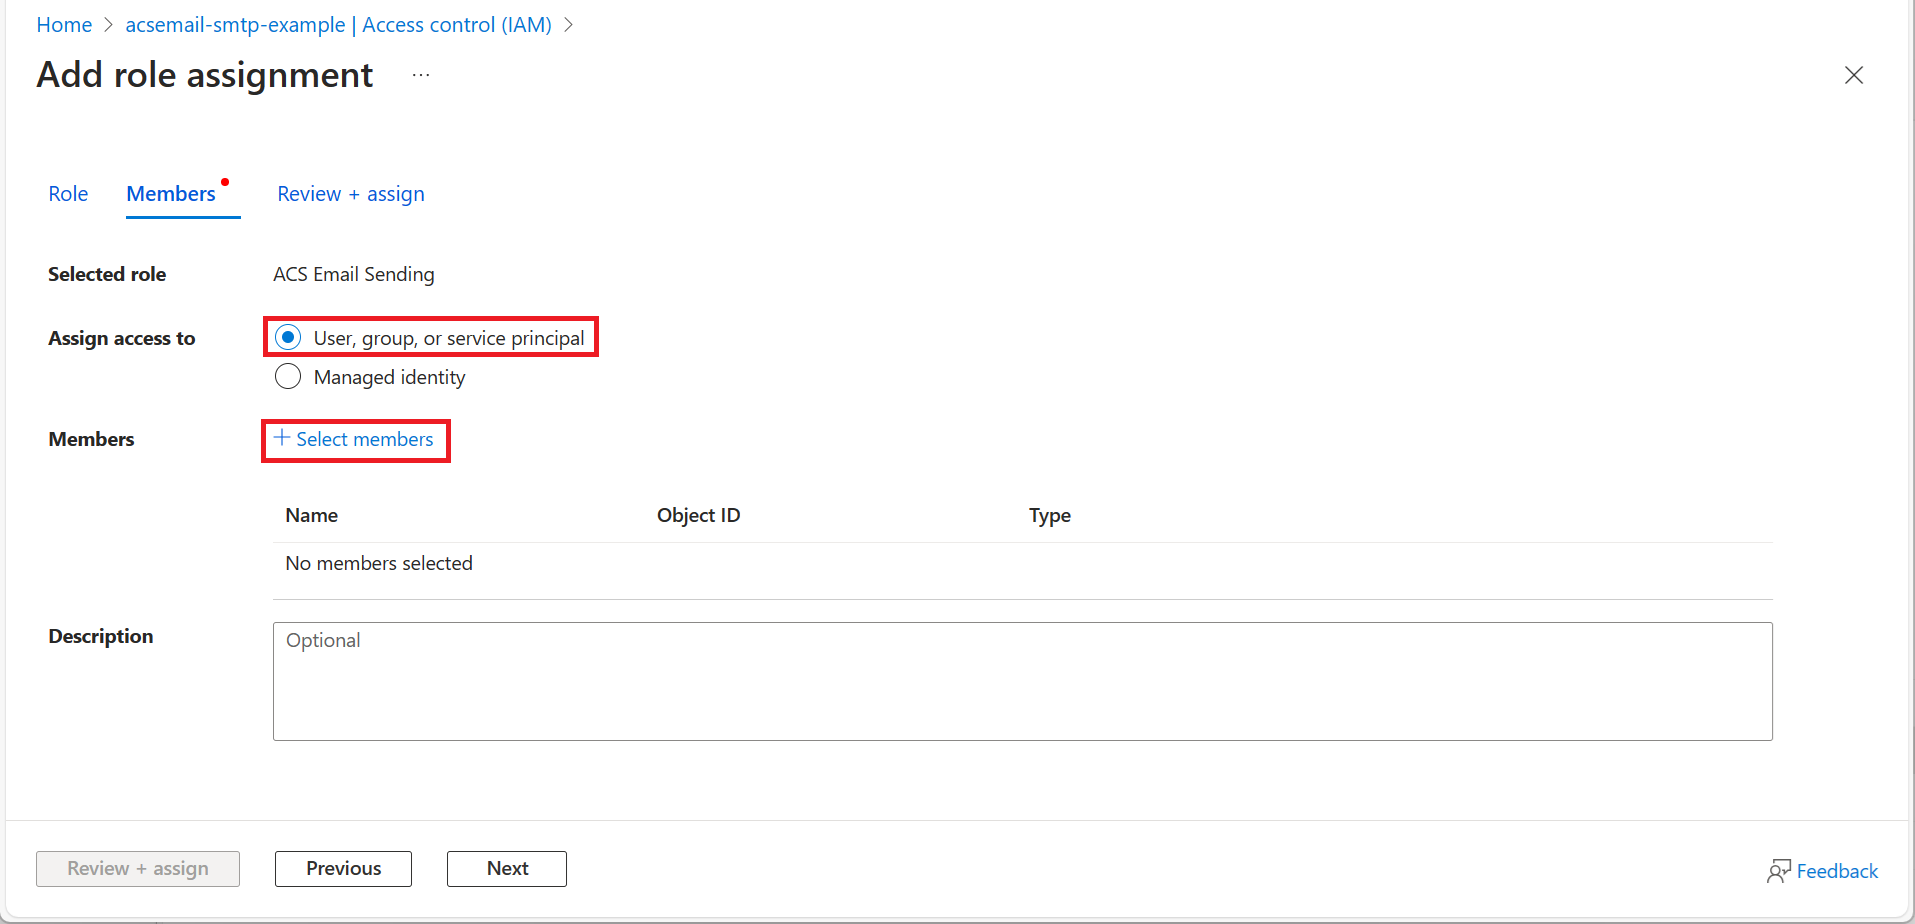 Home > acsemail-smtp-example | Access control (IAM) >
Add role assignment ...
Role Members Review + assign
Selected role ACS Email Sending
Assign access to User, group, or service principal
Managed identity
Members + Select members
Name Object ID Type
No members selected
Description Optional
Review + assign Previous Next Feedback